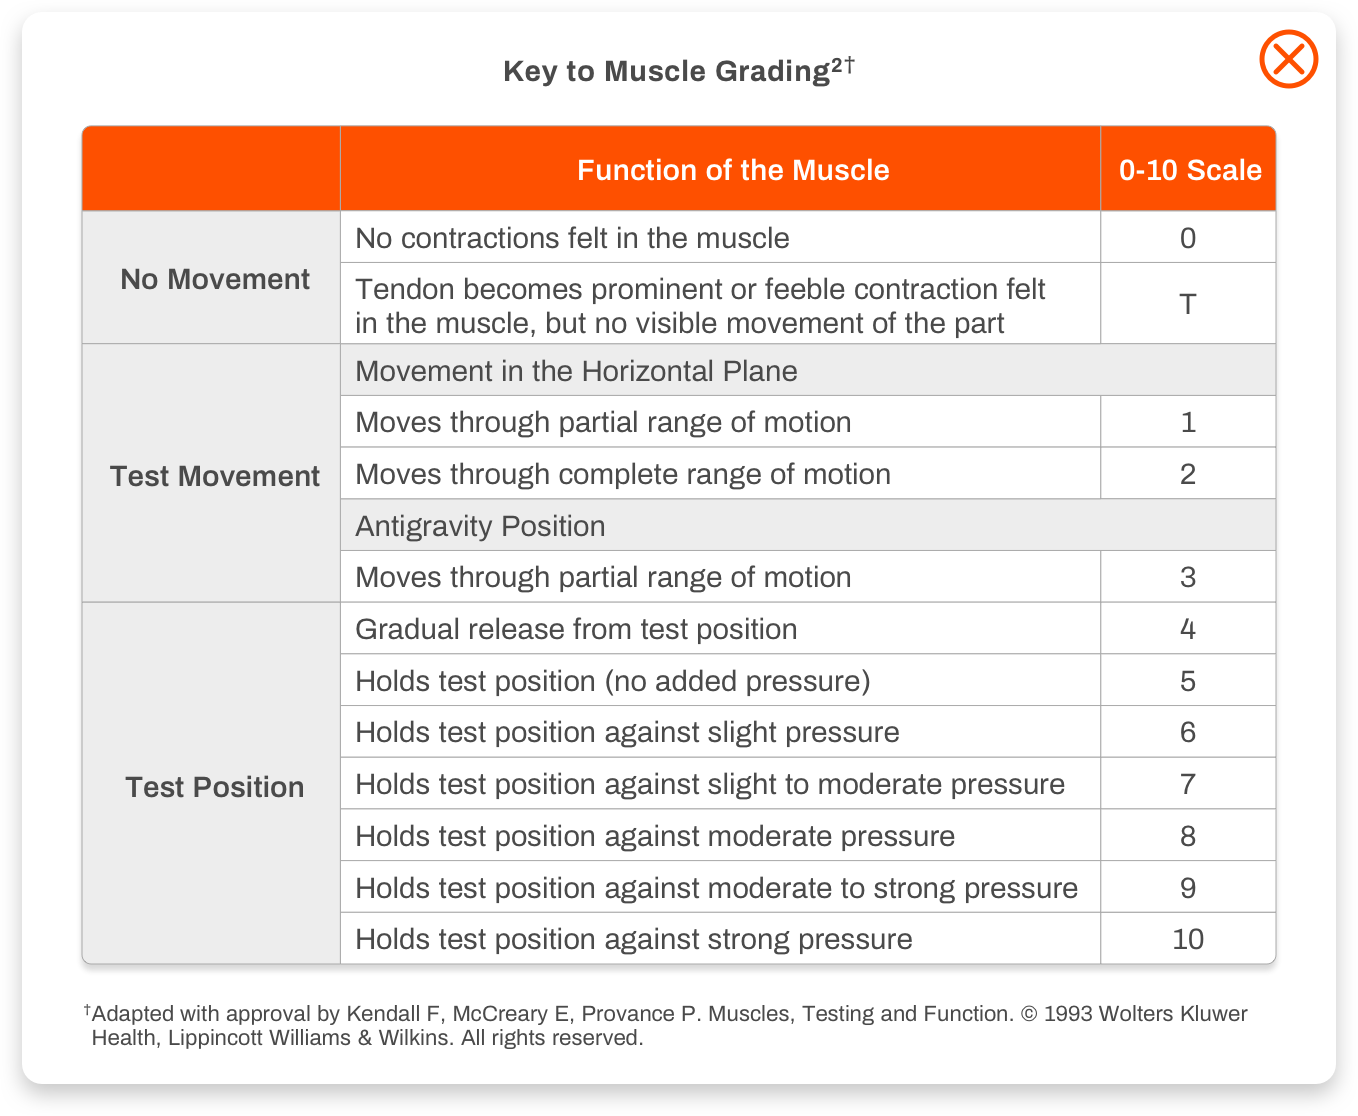 Key to Muscle Grading²†
Function of the Muscle
0-10 Scale
No Movement
No contractions felt in the muscle
0
Tendon becomes prominent or feeble contraction felt
in the muscle, but no visible movement of the part
T
Test Movement
Movement in the Horizontal Plane
Moves through partial range of motion
1
Moves through complete range of motion
2
Antigravity Position
Moves through partial range of motion
3
Test Position
Gradual release from test position
4
Holds test position (no added pressure)
5
Holds test position against slight pressure
6
Holds test position against slight to moderate pressure
7
Holds test position against moderate pressure
8
Holds test position against moderate to strong pressure
9
Holds test position against strong pressure
10
†Adapted with approval by Kendall F, McCreary E, Provance P. Muscles, Testing and Function. © 1993 Wolters Kluwer
Health, Lippincott Williams & Wilkins. All rights reserved.